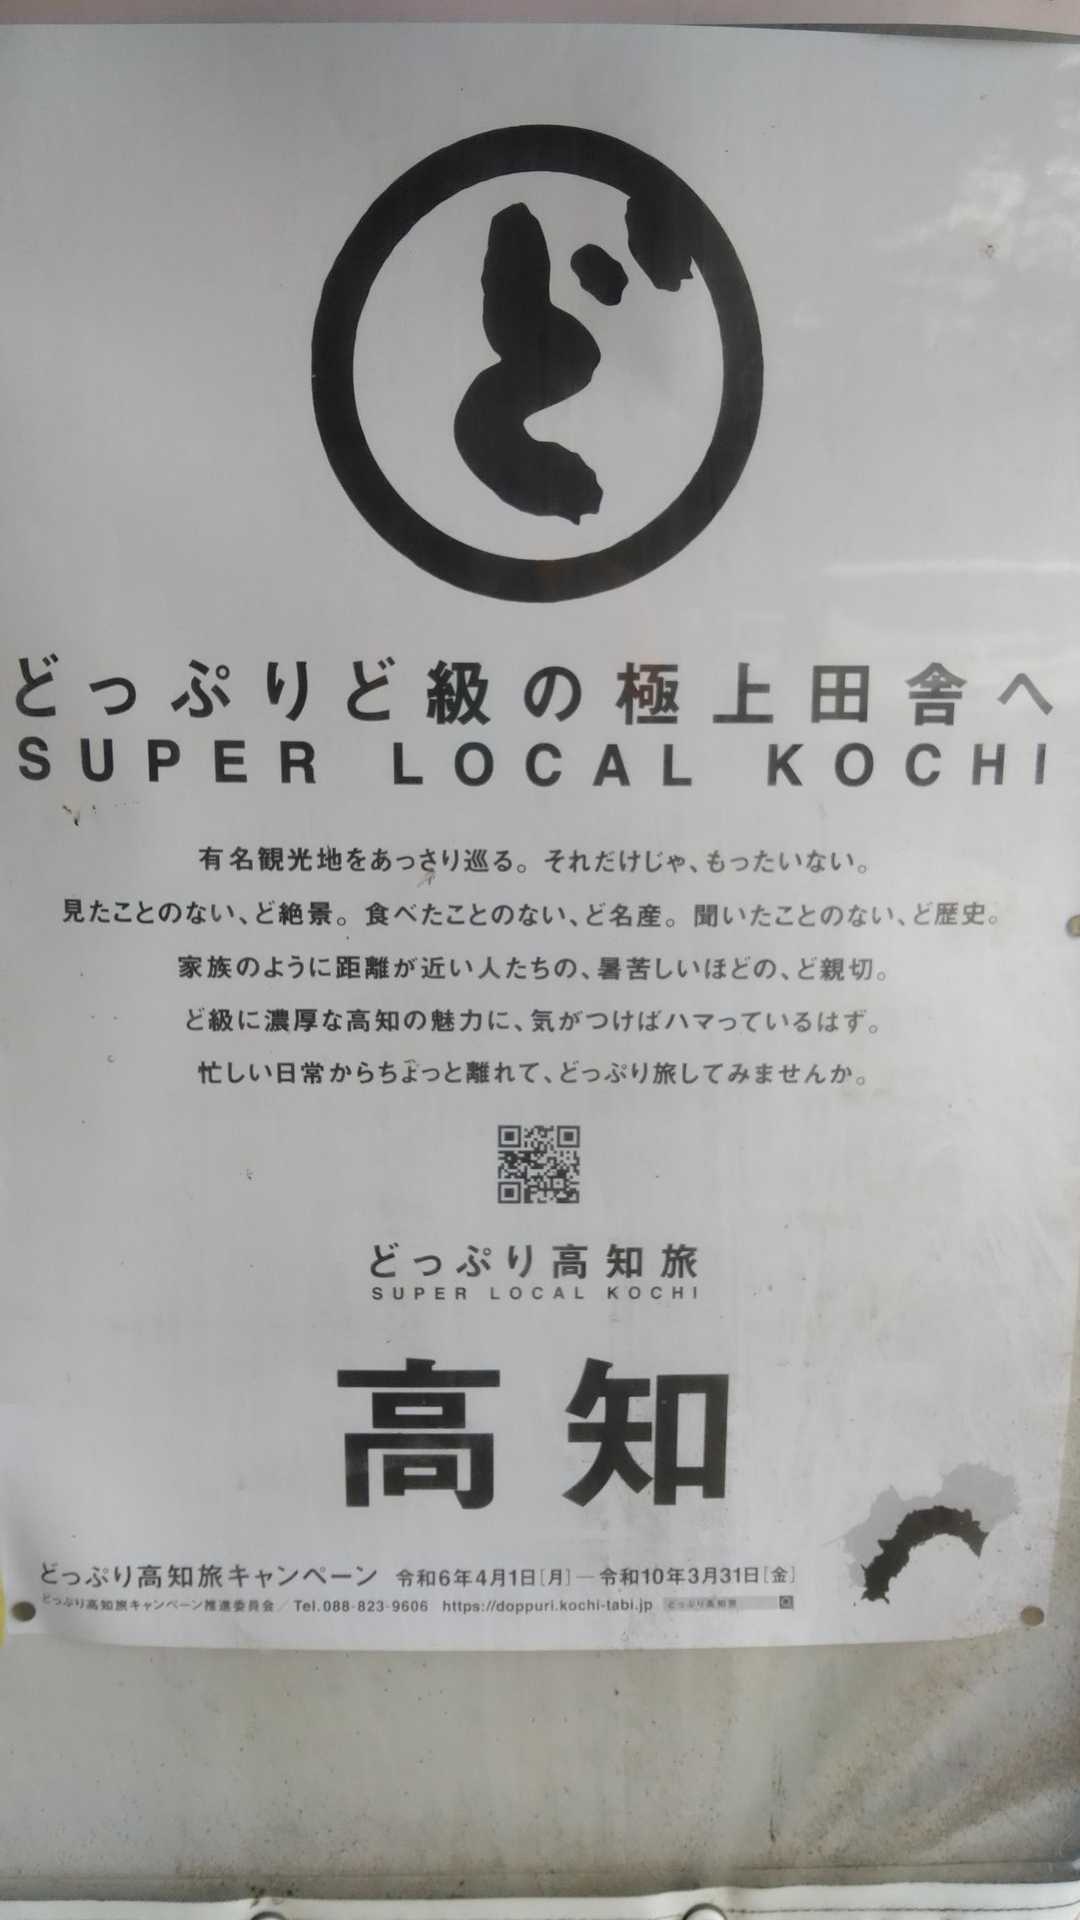 ど
どっぷりど級の極上田舎へ
SUPER LOCAL KOCHI
有名観光地をあっさり巡る。それだけじゃ、もったいない。
見たことのない、ど絶景。食べたことのない、ど名産。聞いたことのない、ど歴史。
家族のように距離が近い人たちの、暑苦しいほどの、ど親切。
ど級に濃厚な高知の魅力に、気がつけばハマっているはず。
忙しい日常からちょっと離れて、どっぷり旅してみませんか。
どっぷり高知旅
SUPER LOCAL KOCHI
高知
どっぷり高知旅キャンペーン 令和6年4月1日[月]―令和10年3月31日[金]
どっぷり高知旅キャンペーン推進委員会／Tel.088-823-9606 https://doppuri.kochi-tabi.jp どっぷり高知旅